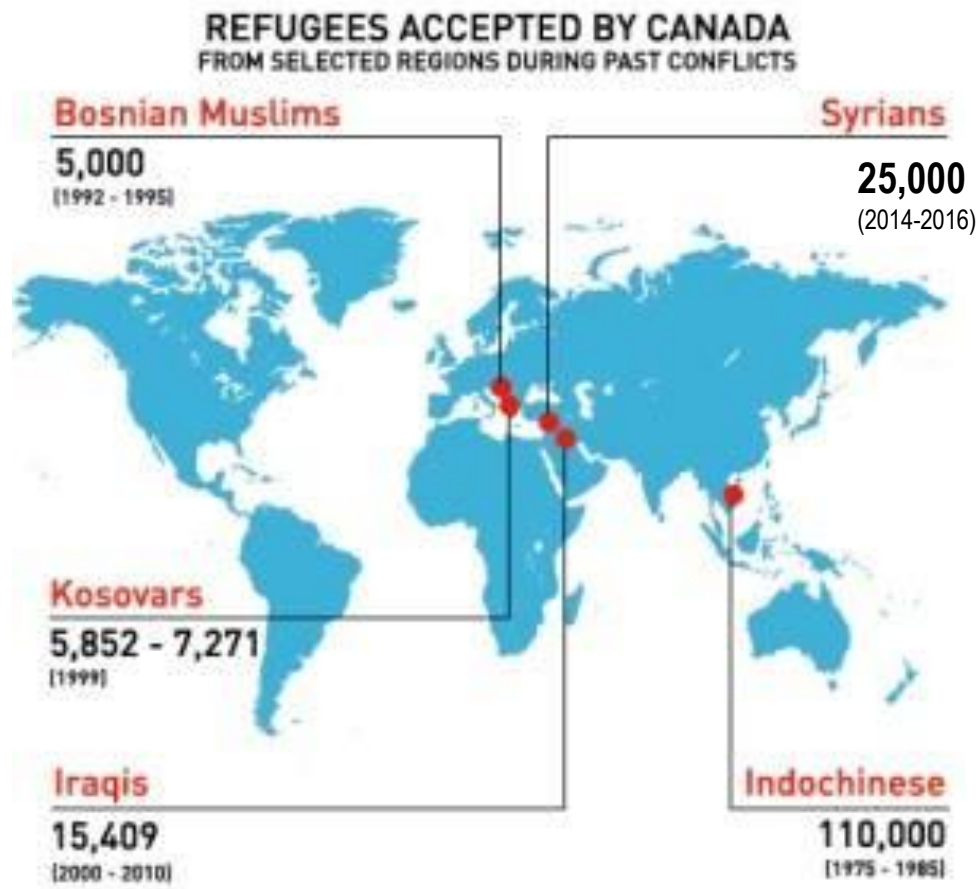 REFUGEES ACCEPTED BY CANADA
FROM SELECTED REGIONS DURING PAST CONFLICTS
Bosnian Muslims
5,000
(1992 - 1995)
Syrians
25,000
(2014-2016)
Kosovars
5,852 - 7,271
(1999)
Iraqis
15,409
(2000 - 2010)
Indochinese
110,000
(1975 - 1985)